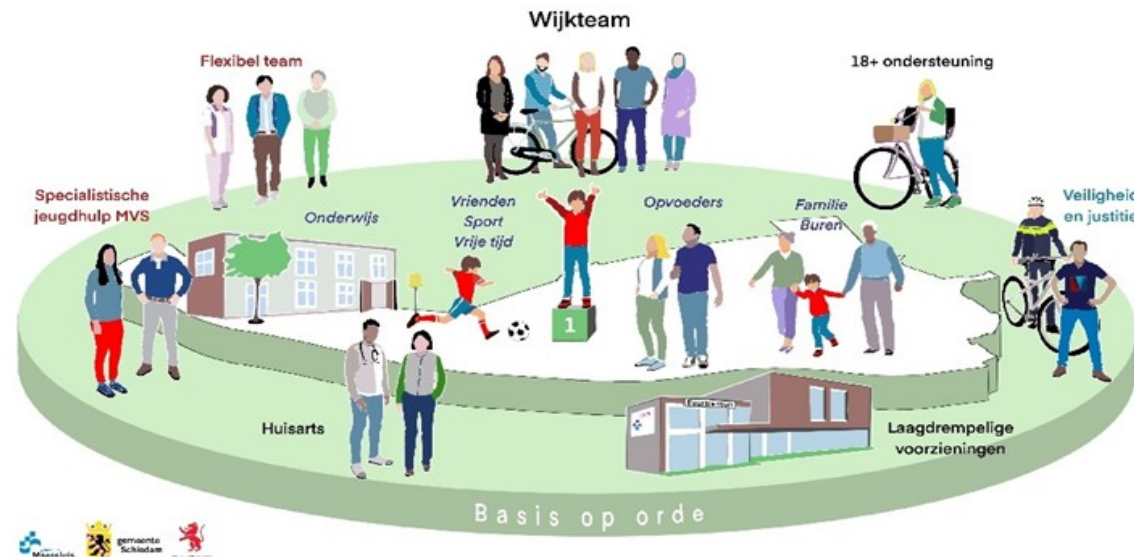 Wijkteam
Flexibel team
18+ ondersteuning
Specialistische
jeugdhulp MVS
Onderwijs
Vrienden
Sport
Vrije tijd
Opvoeders
Familie
Buren
Veiligheid
en justitie
1
Huisarts
Laagdrempelige
voorzieningen
Basis op orde
gemeente
Schiedam